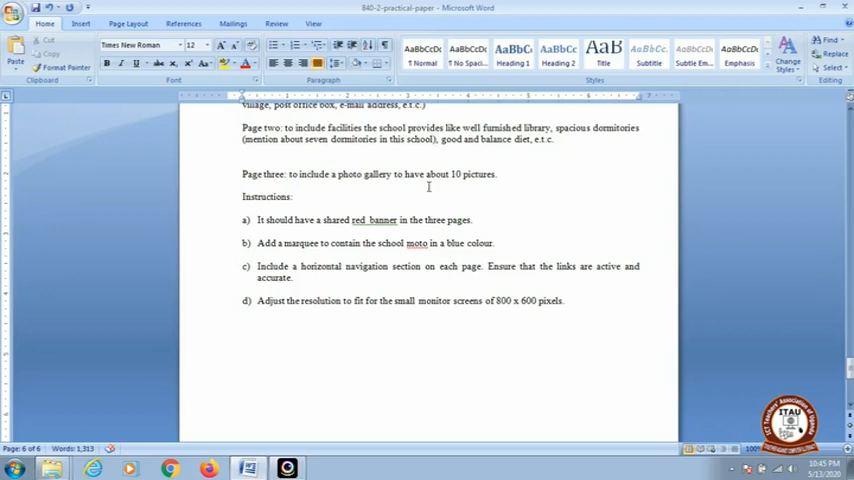 840-2-practical-paper - Microsoft Word
Home Insert Page Layout References Mailings Review View
Paste
Cut
Copy
Format Painter
Clipboard
Times New Roman 12
Font
Paragraph
AaBbCcDc AaBbCcDc AaBbC AaBbCc AaB AaBbCc. AaBbCcDc AaBbCcDc
¶ Normal ¶ No Spaci... Heading 1 Heading 2 Title Subtitle Subtle Em... Emphasis
Styles
Change
Styles
Find
Replace
Select
Editing
village, post office box, e-mail address, e.t.c.)
Page two: to include facilities the school provides like well furnished library, spacious dormitories
(mention about seven dormitories in this school), good and balance diet, e.t.c.
Page three: to include a photo gallery to have about 10 pictures.
Instructions:
a) It should have a shared red banner in the three pages.
b) Add a marquee to contain the school moto in a blue colour.
c) Include a horizontal navigation section on each page. Ensure that the links are active and
accurate.
d) Adjust the resolution to fit for the small monitor screens of 800 x 600 pixels.
ITAU
Page: 6 of 6 Words: 1,313
100%
10:45 PM
5/13/2020